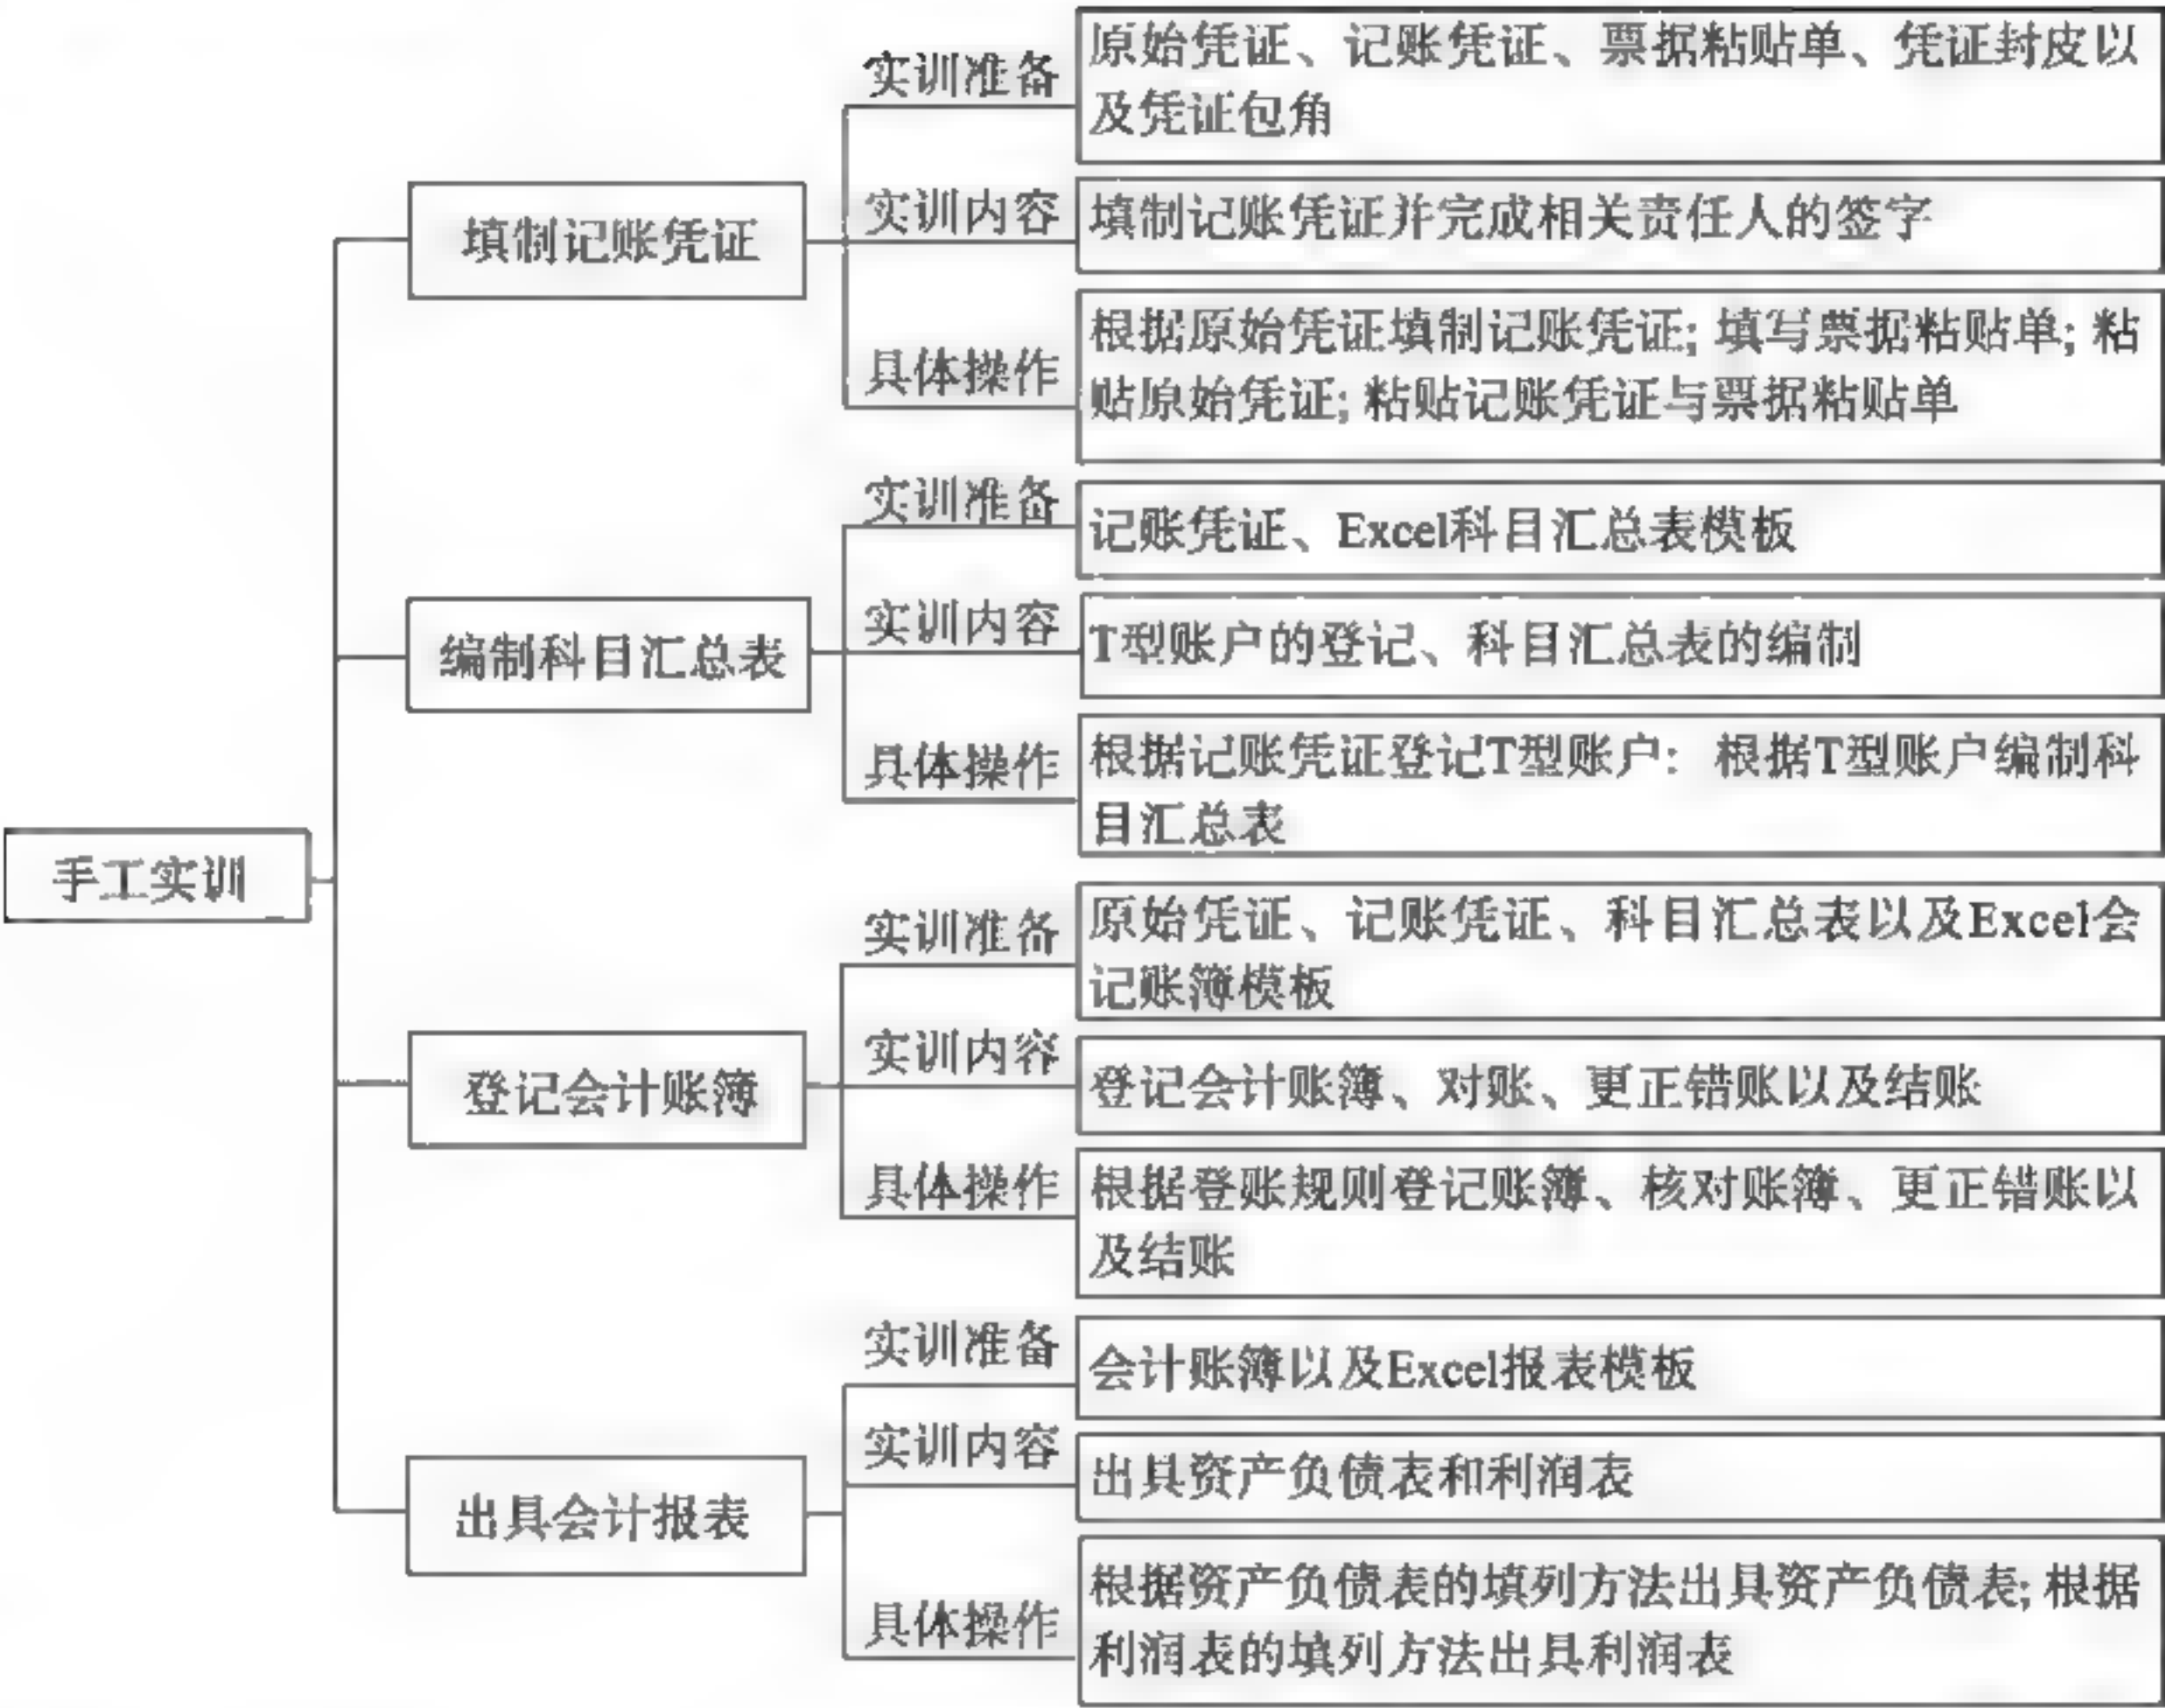 手工实训
填制记账凭证
实训准备
原始凭证、记账凭证、票据粘贴单、凭证封皮以
及凭证包角
实训内容
填制记账凭证并完成相关责任人的签字
具体操作
根据原始凭证填制记账凭证; 填写票据粘贴单; 粘
贴原始凭证; 粘贴记账凭证与票据粘贴单
编制科目汇总表
实训准备
记账凭证、Excel科目汇总表模板
实训内容
T型账户的登记、科目汇总表的编制
具体操作
根据记账凭证登记T型账户: 根据T型账户编制科
目汇总表
登记会计账簿
实训准备
原始凭证、记账凭证、科目汇总表以及Excel会
记账簿模板
实训内容
登记会计账簿、对账、更正错账以及结账
具体操作
根据登账规则登记账簿、核对账簿、更正错账以
及结账
出具会计报表
实训准备
会计账簿以及Excel报表模板
实训内容
出具资产负债表和利润表
具体操作
根据资产负债表的填列方法出具资产负债表; 根据
利润表的填列方法出具利润表